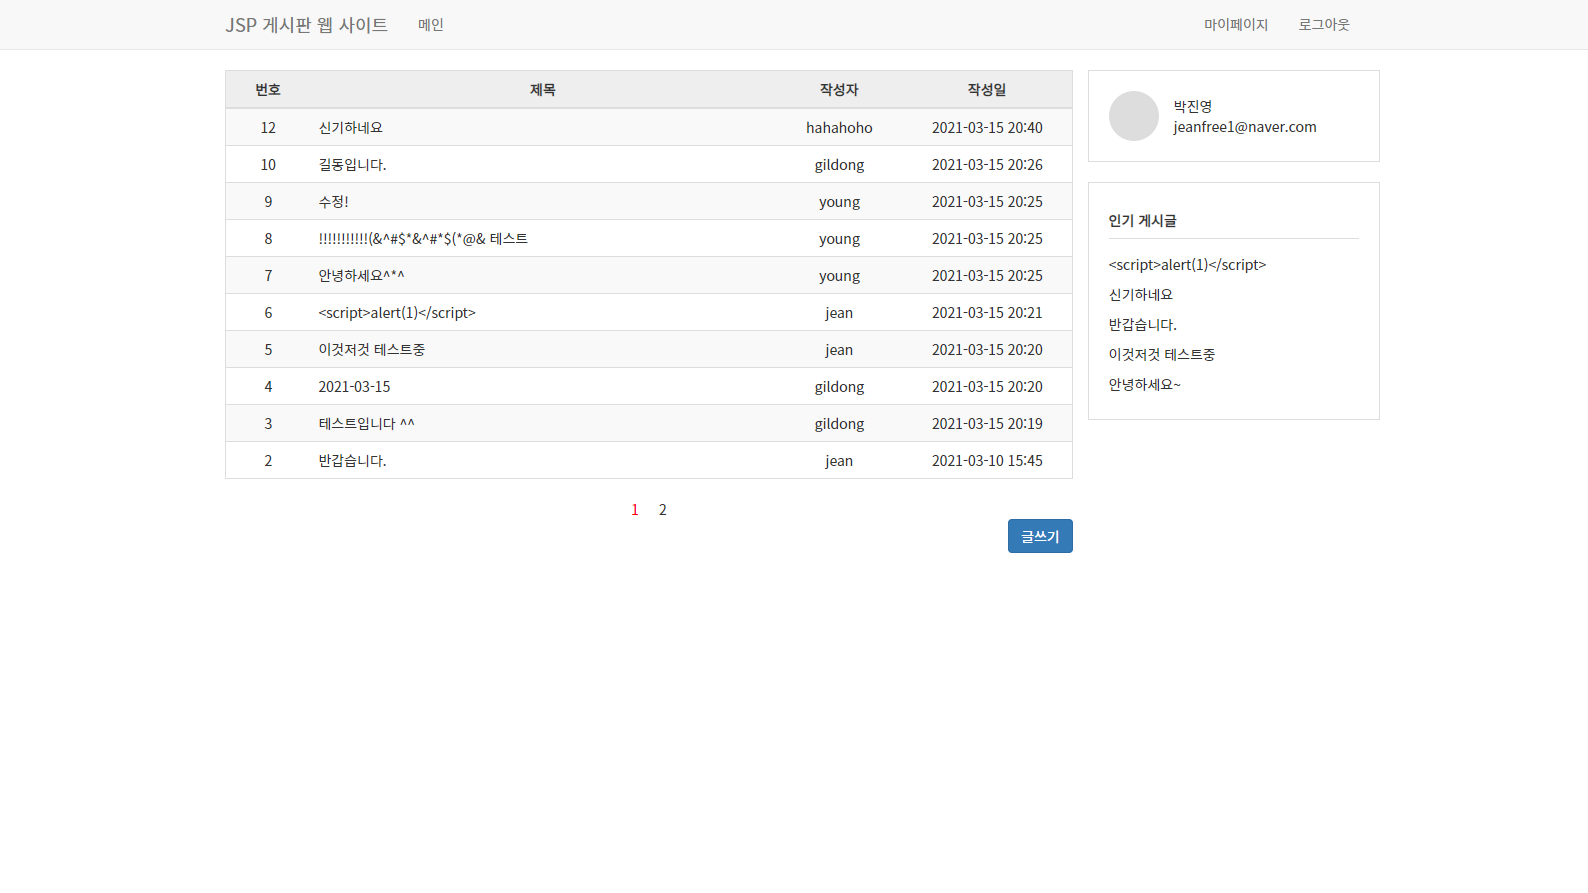 JSP 게시판 웹 사이트 메인 마이페이지 로그아웃
번호 제목 작성자 작성일
12 신기하네요 hahahoho 2021-03-15 20:40
10 길동입니다. gildong 2021-03-15 20:26
9 수정! young 2021-03-15 20:25
8 !!!!!!!!!!!(&^#$*&^#*$(*@& 테스트 young 2021-03-15 20:25
7 안녕하세요^*^ young 2021-03-15 20:25
6 <script>alert(1)</script> jean 2021-03-15 20:21
5 이것저것 테스트중 jean 2021-03-15 20:20
4 2021-03-15 gildong 2021-03-15 20:20
3 테스트입니다 ^^ gildong 2021-03-15 20:19
2 반갑습니다. jean 2021-03-10 15:45
1 2
글쓰기
박진영
jeanfree1@naver.com
인기 게시글
<script>alert(1)</script>
신기하네요
반갑습니다.
이것저것 테스트중
안녕하세요~